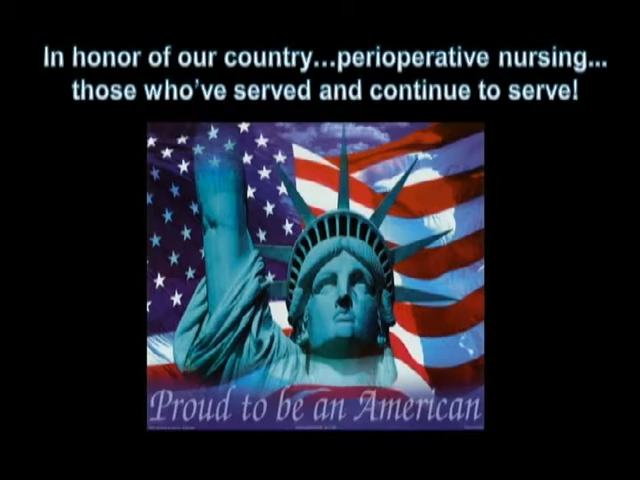 In honor of our country...perioperative nursing...
those who've served and continue to serve!
Proud to be an American